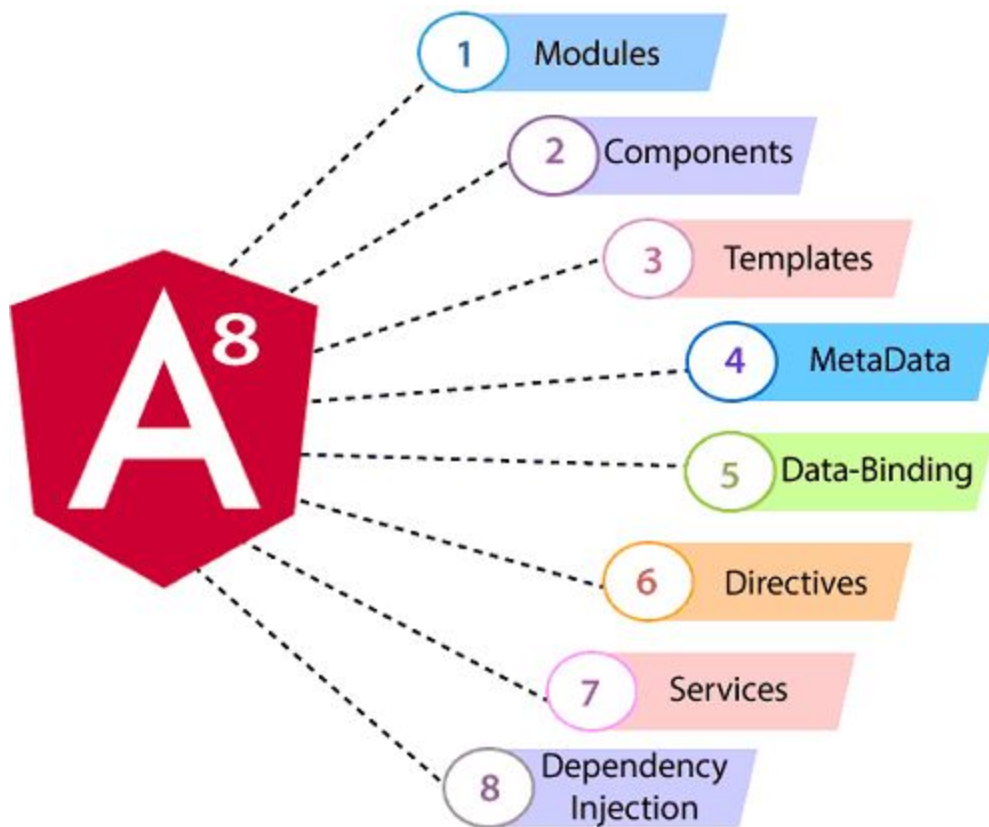 1 Modules
2 Components
3 Templates
A 8
4 MetaData
5 Data-Binding
6 Directives
7 Services
8 Dependency
Injection